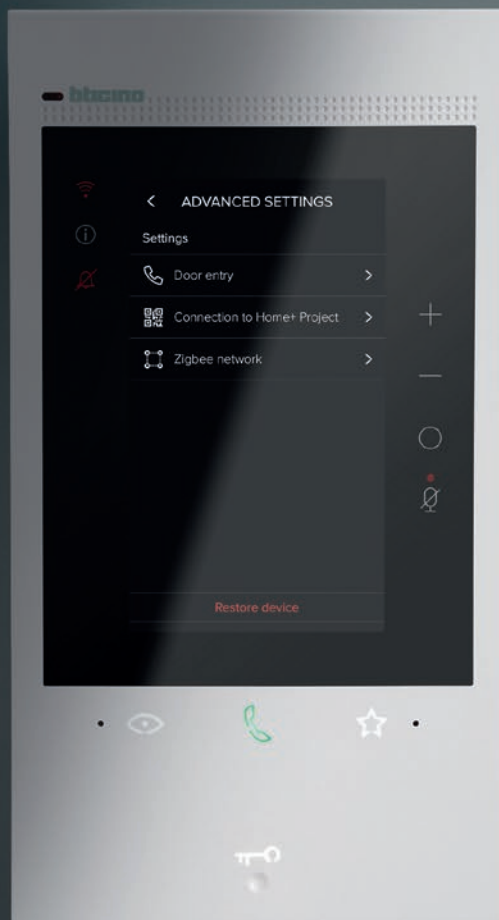 bticino
ADVANCED SETTINGS
Settings
Door entry
Connection to Home+ Project
Zigbee network
Restore device